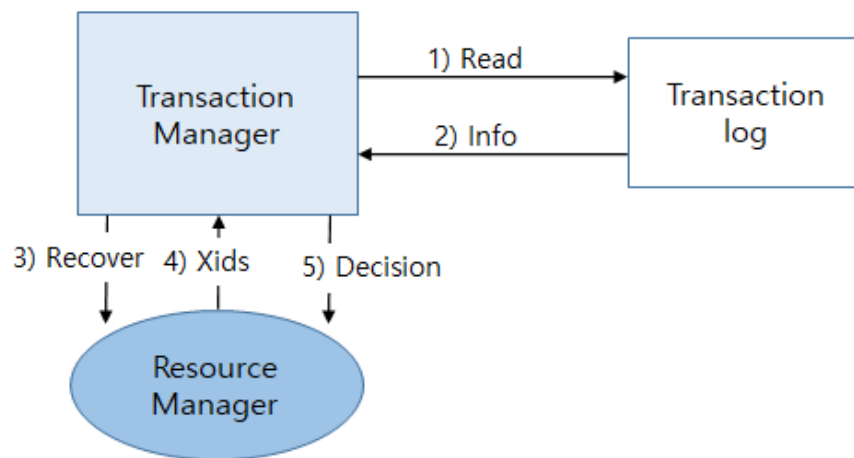 1) Read
Transaction
Manager
Transaction
log
2) Info
3) Recover
4) Xids
5) Decision
Resource
Manager